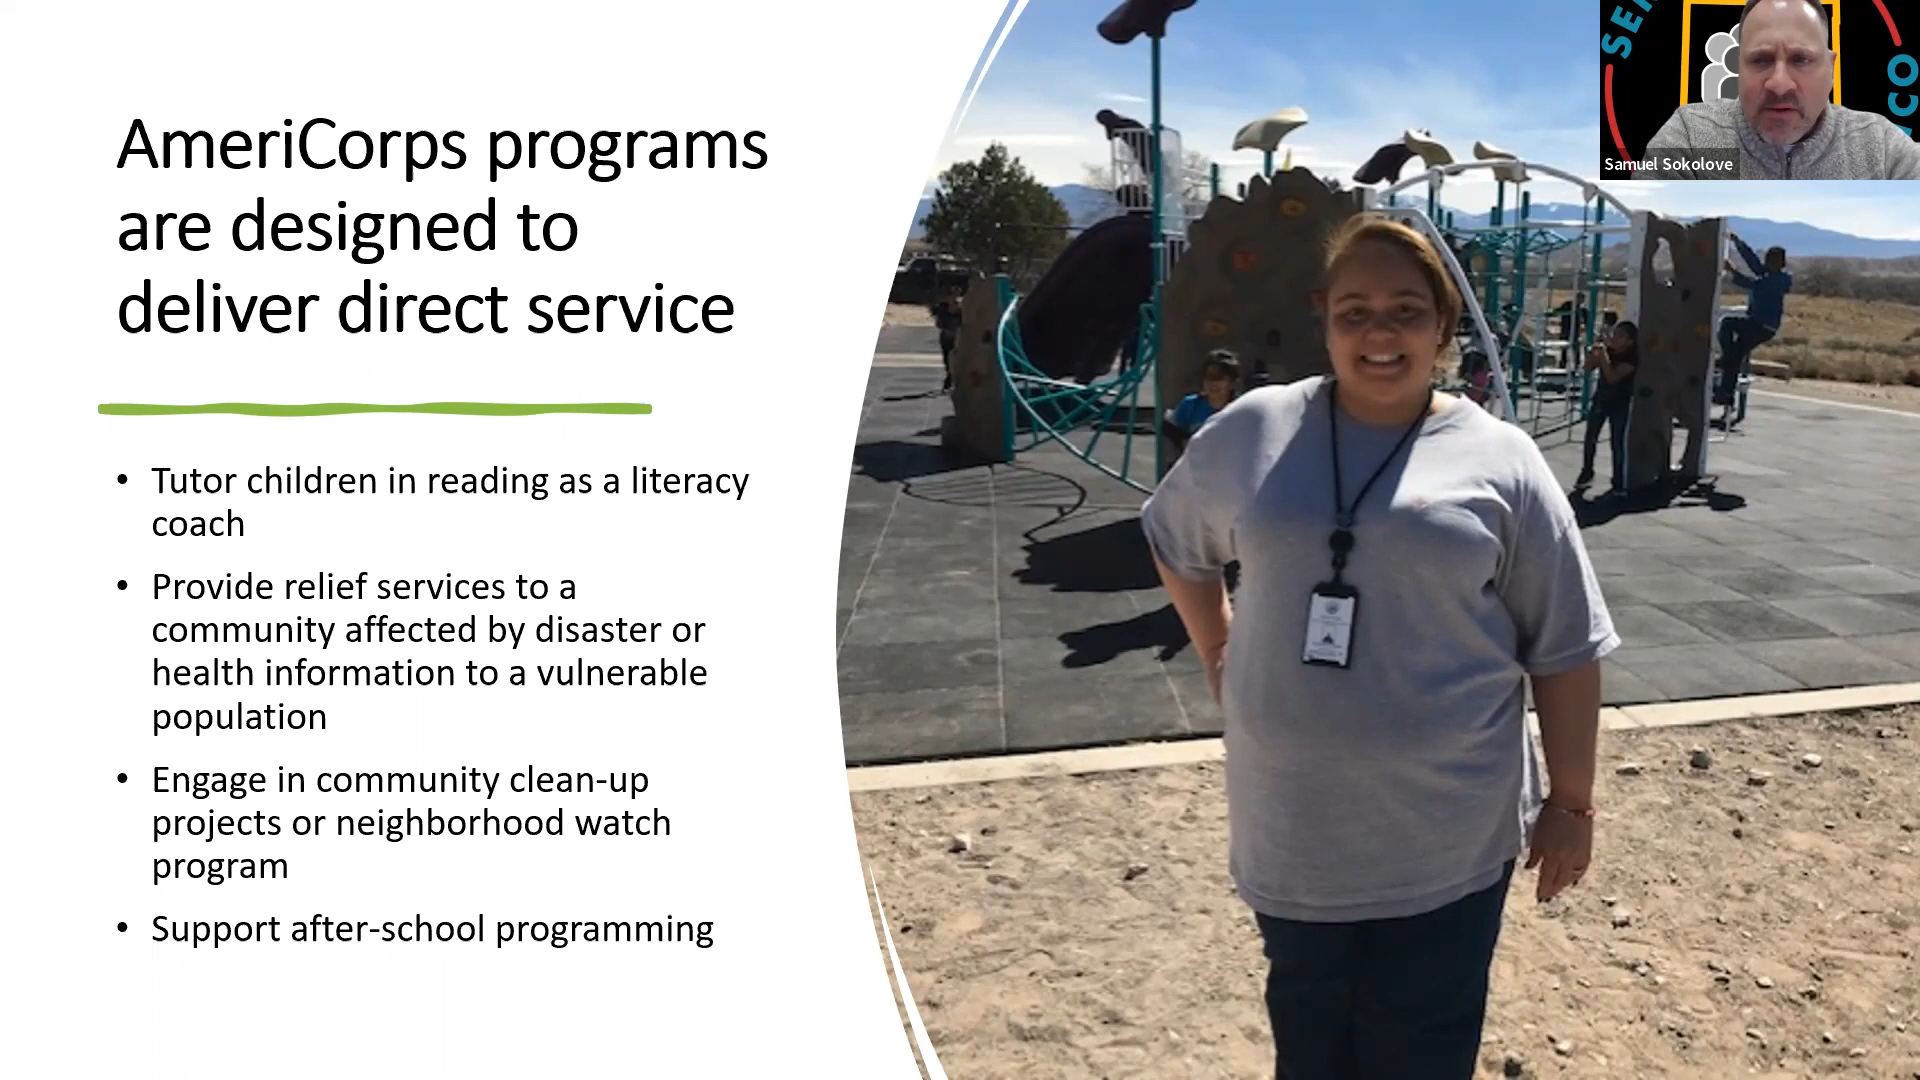 AmeriCorps programs
are designed to
deliver direct service
• Tutor children in reading as a literacy
coach
• Provide relief services to a
community affected by disaster or
health information to a vulnerable
population
• Engage in community clean-up
projects or neighborhood watch
program
• Support after-school programming
Samuel Sokolove